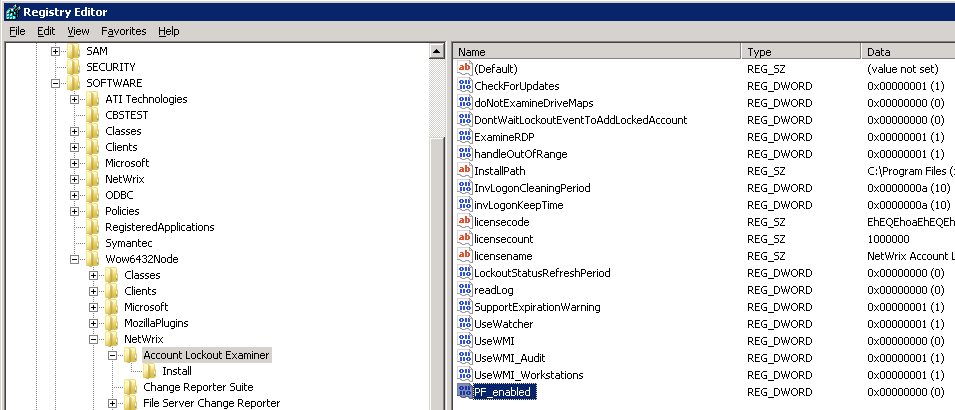 Registry Editor
File Edit View Favorites Help
SAM
SECURITY
SOFTWARE
ATI Technologies
CBSTEST
Classes
Clients
Microsoft
NetWrix
ODBC
Policies
RegisteredApplications
Symantec
Wow6432Node
Classes
Clients
Microsoft
MozillaPlugins
NetWrix
Account Lockout Examiner
Install
Change Reporter Suite
File Server Change Reporter
Name Type Data
(Default) REG_SZ (value not set)
CheckForUpdates REG_DWORD 0x00000001 (1)
doNotExamineDriveMaps REG_DWORD 0x00000000 (0)
DontWaitLockoutEventToAddLockedAccount REG_DWORD 0x00000000 (0)
ExamineRDP REG_DWORD 0x00000001 (1)
handleOutOfRange REG_DWORD 0x00000001 (1)
InstallPath REG_SZ C:\Program Files (
InvLogonCleaningPeriod REG_DWORD 0x0000000a (10)
invLogonKeepTime REG_DWORD 0x0000000a (10)
licensecode REG_SZ EhEQEhoaEhEQEh
licensecount REG_SZ 1000000
licensename REG_SZ NetWrix Account L
LockoutStatusRefreshPeriod REG_DWORD 0x00000000 (0)
readLog REG_DWORD 0x00000000 (0)
SupportExpirationWarning REG_DWORD 0x00000001 (1)
UseWatcher REG_DWORD 0x00000001 (1)
UseWMI REG_DWORD 0x00000000 (0)
UseWMI_Audit REG_DWORD 0x00000001 (1)
UseWMI_Workstations REG_DWORD 0x00000001 (1)
PF_enabled REG_DWORD 0x00000000 (0)